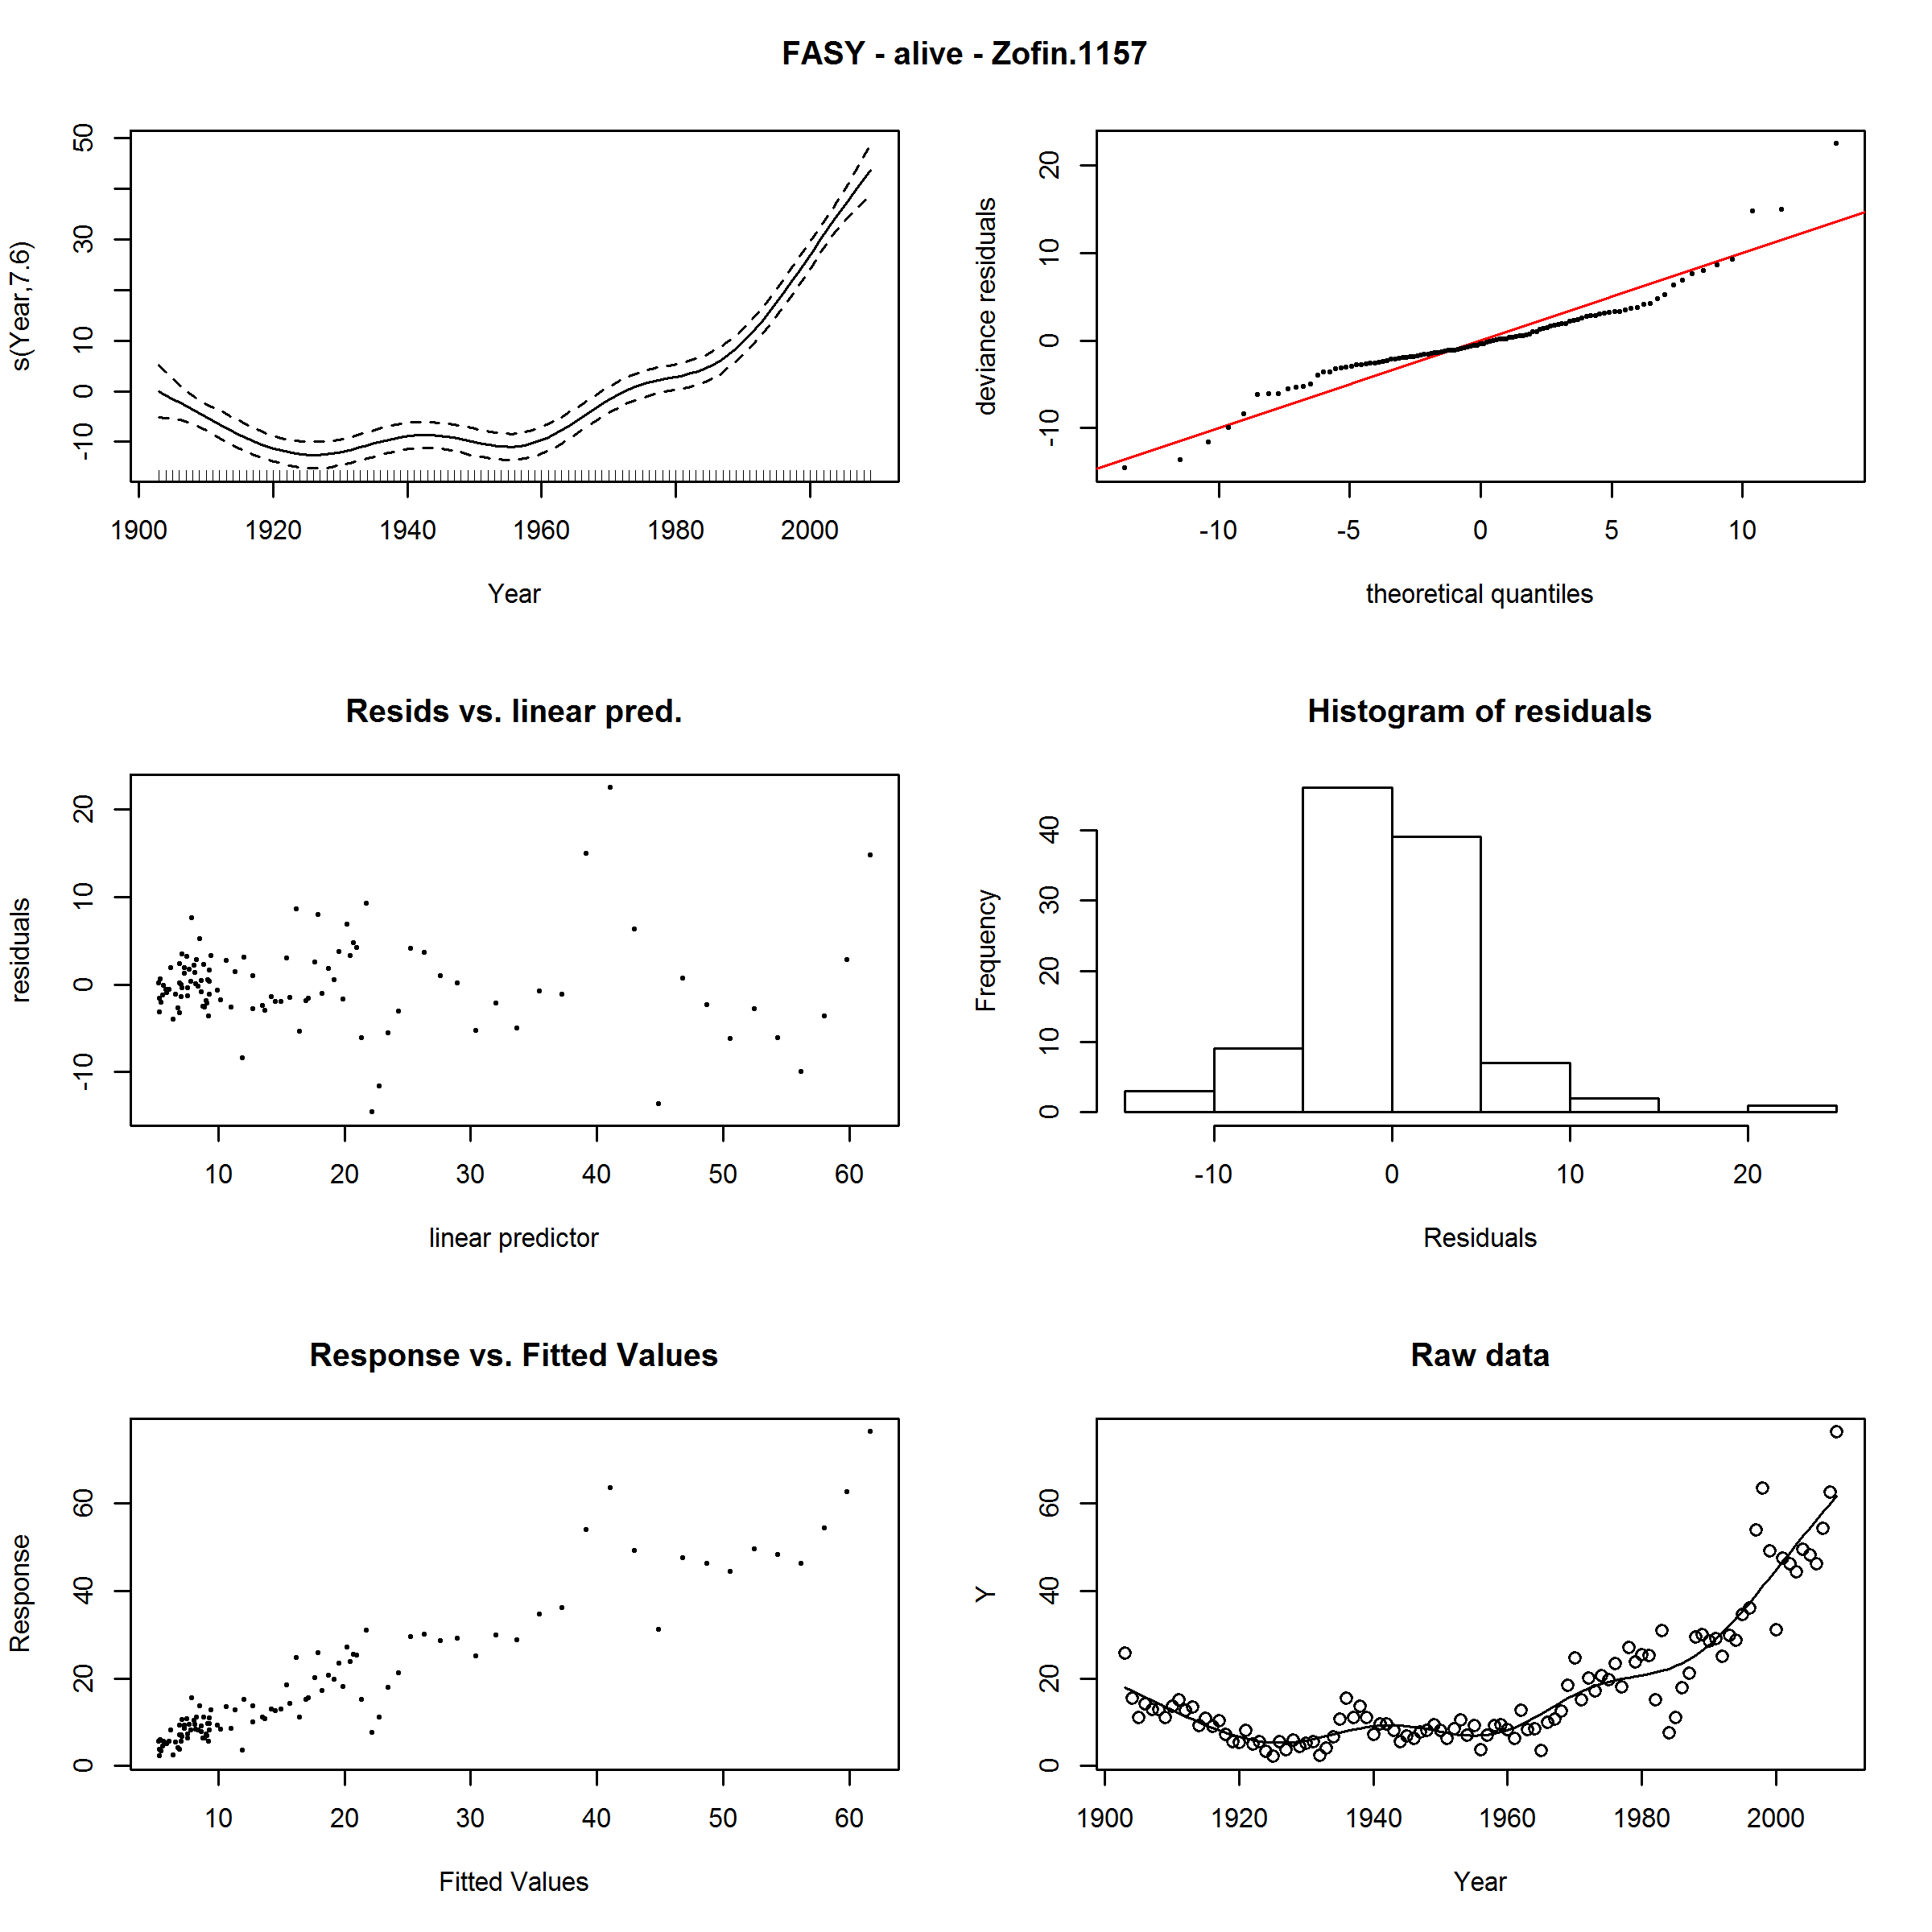 FASY - alive - Zofin.1157
s(Year,7.6)
-10 0 10 30 50
1900 1920 1940 1960 1980 2000
Year
deviance residuals
-10 0 10 20
-10 -5 0 5 10
theoretical quantiles
Resids vs. linear pred.
residuals
-10 0 10 20
10 20 30 40 50 60
linear predictor
Histogram of residuals
Frequency
0 10 20 30 40
-10 0 10 20
Residuals
Response vs. Fitted Values
Response
0 20 40 60
10 20 30 40 50 60
Fitted Values
Raw data
Y
0 20 40 60
1900 1920 1940 1960 1980 2000
Year